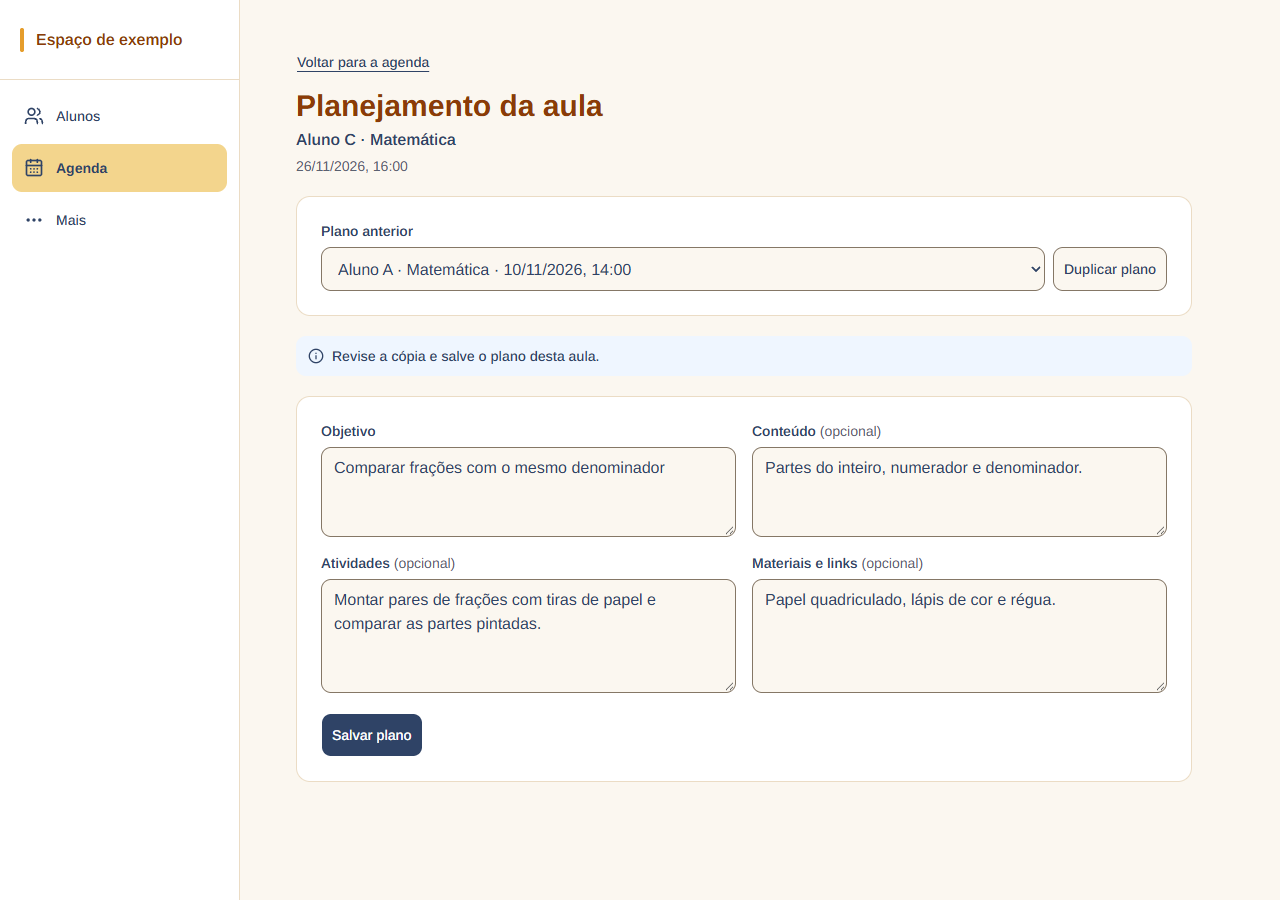 Espaço de exemplo
Alunos
Agenda
Mais
Voltar para a agenda
Planejamento da aula
Aluno C · Matemática
26/11/2026, 16:00
Plano anterior
Aluno A · Matemática · 10/11/2026, 14:00
Duplicar plano
Revise a cópia e salve o plano desta aula.
Objetivo
Comparar frações com o mesmo denominador
Conteúdo (opcional)
Partes do inteiro, numerador e denominador.
Atividades (opcional)
Montar pares de frações com tiras de papel e
comparar as partes pintadas.
Materiais e links (opcional)
Papel quadriculado, lápis de cor e régua.
Salvar plano